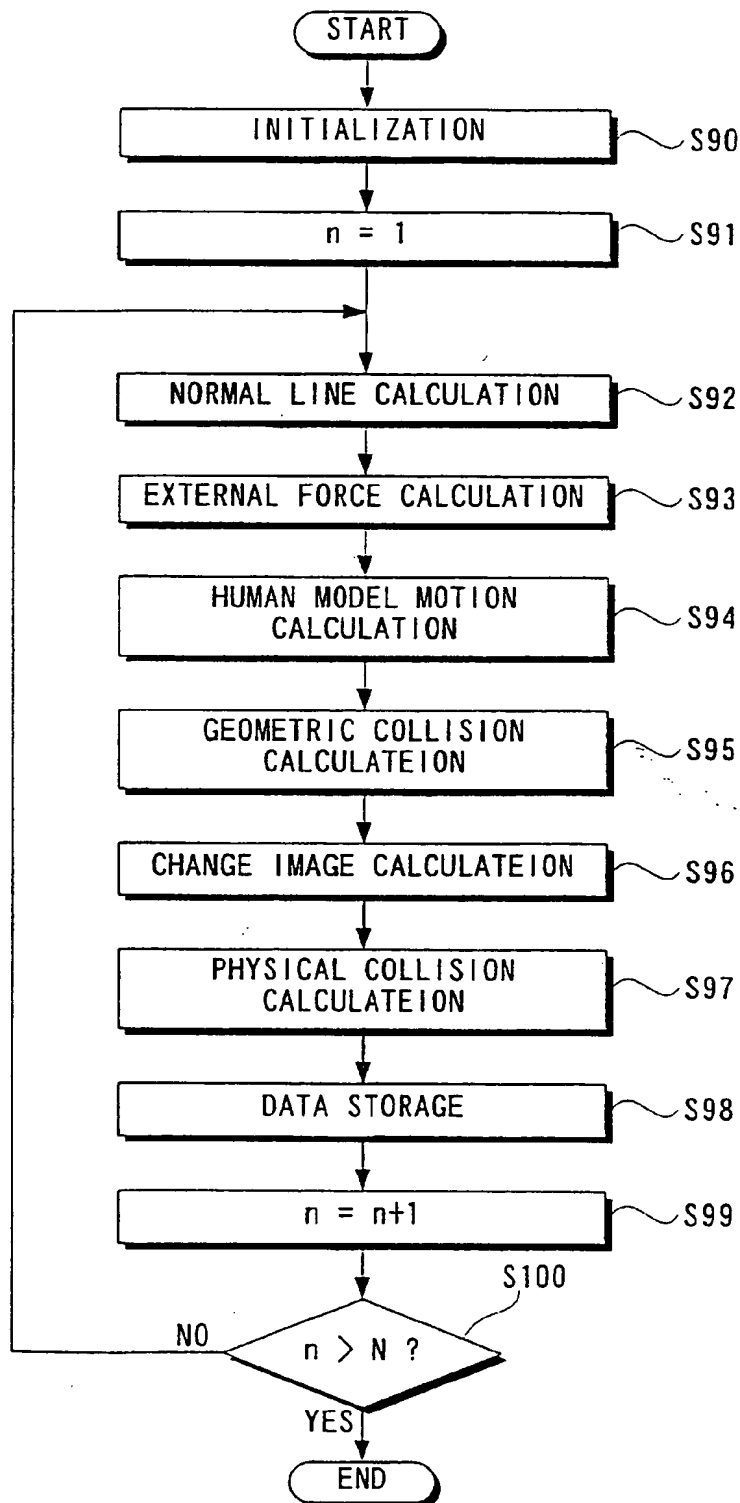 START
INITIALIZATION
S90
n = 1
S91
NORMAL LINE CALCULATION
S92
EXTERNAL FORCE CALCULATION
S93
HUMAN MODEL MOTION
CALCULATION
S94
GEOMETRIC COLLISION
CALCULATEION
S95
CHANGE IMAGE CALCULATEION
S96
PHYSICAL COLLISION
CALCULATEION
S97
DATA STORAGE
S98
n = n+1
S99
S100
NO
n > N ?
YES
END